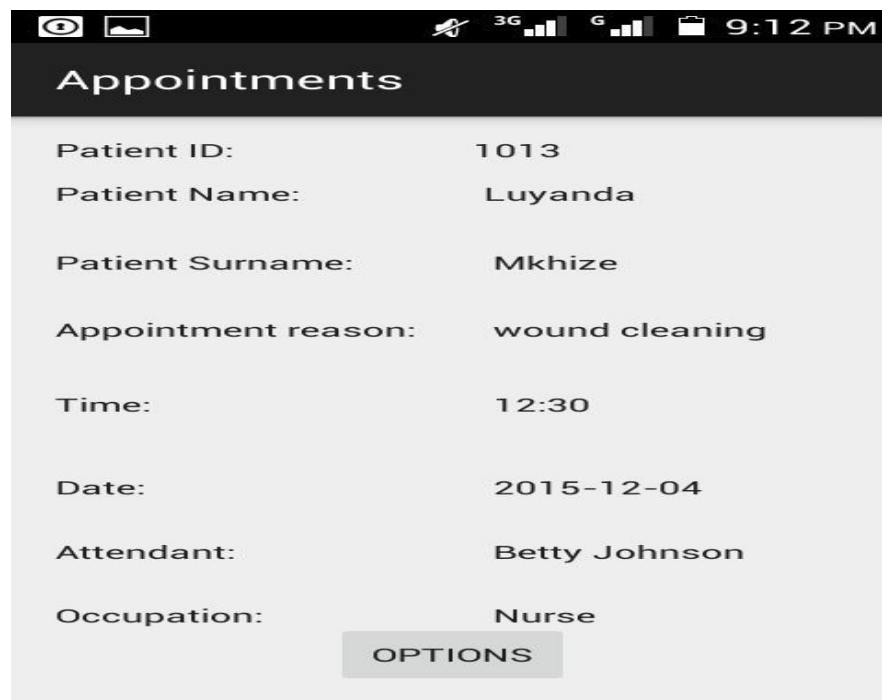 3G G 9:12 PM
Appointments
Patient ID: 1013
Patient Name: Luyanda
Patient Surname: Mkhize
Appointment reason: wound cleaning
Time: 12:30
Date: 2015-12-04
Attendant: Betty Johnson
Occupation: Nurse
OPTIONS